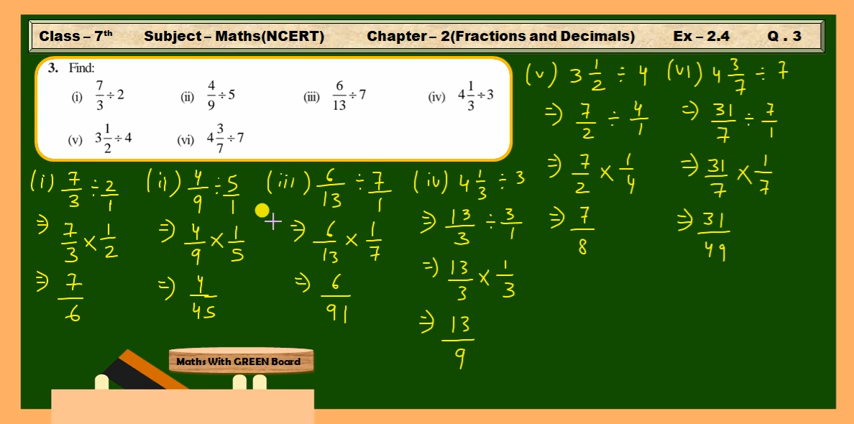 Class – 7th Subject – Maths(NCERT) Chapter – 2(Fractions and Decimals) Ex – 2.4 Q . 3
3. Find:
(i) 7/3 ÷ 2 (ii) 4/9 ÷ 5 (iii) 6/13 ÷ 7 (iv) 4 1/3 ÷ 3
(v) 3 1/2 ÷ 4 (vi) 4 3/7 ÷ 7
(i) 7/3 ÷ 2/1
⇒ 7/3 × 1/2
⇒ 7/6
(ii) 4/9 ÷ 5/1
⇒ 4/9 × 1/5
⇒ 4/45
(iii) 6/13 ÷ 7/1
⇒ 6/13 × 1/7
⇒ 6/91
(iv) 4 1/3 ÷ 3
⇒ 13/3 ÷ 3/1
⇒ 13/3 × 1/3
⇒ 13/9
(v) 3 1/2 ÷ 4
⇒ 7/2 ÷ 4/1
⇒ 7/2 × 1/4
⇒ 7/8
(vi) 4 3/7 ÷ 7
⇒ 31/7 ÷ 7/1
⇒ 31/7 × 1/7
⇒ 31/49
Maths With GREEN Board